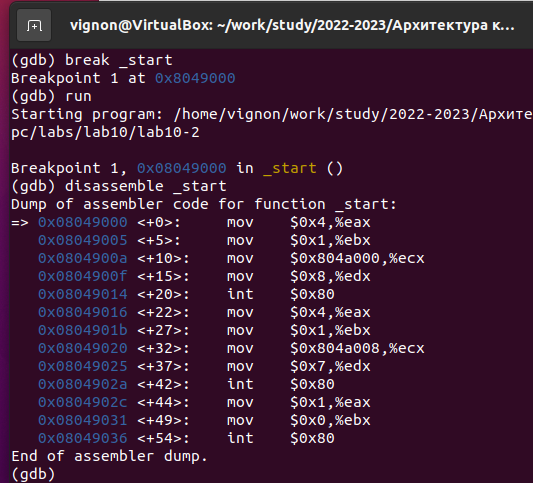 vignon@VirtualBox: ~/work/study/2022-2023/Архитектура к...
(gdb) break _start
Breakpoint 1 at 0x8049000
(gdb) run
Starting program: /home/vignon/work/study/2022-2023/Архите
pc/labs/lab10/lab10-2
Breakpoint 1, 0x08049000 in _start ()
(gdb) disassemble _start
Dump of assembler code for function _start:
=> 0x08049000 <+0>:     mov    $0x4,%eax
   0x08049005 <+5>:     mov    $0x1,%ebx
   0x0804900a <+10>:    mov    $0x804a000,%ecx
   0x0804900f <+15>:    mov    $0x8,%edx
   0x08049014 <+20>:    int    $0x80
   0x08049016 <+22>:    mov    $0x4,%eax
   0x0804901b <+27>:    mov    $0x1,%ebx
   0x08049020 <+32>:    mov    $0x804a008,%ecx
   0x08049025 <+37>:    mov    $0x7,%edx
   0x0804902a <+42>:    int    $0x80
   0x0804902c <+44>:    mov    $0x1,%eax
   0x08049031 <+49>:    mov    $0x0,%ebx
   0x08049036 <+54>:    int    $0x80
End of assembler dump.
(gdb)